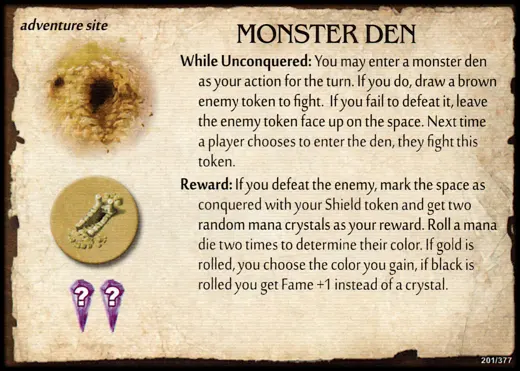 adventure site
MONSTER DEN
While Unconquered: You may enter a monster den
as your action for the turn. If you do, draw a brown
enemy token to fight. If you fail to defeat it, leave
the enemy token face up on the space. Next time
a player chooses to enter the den, they fight this
token.
Reward: If you defeat the enemy, mark the space as
conquered with your Shield token and get two
random mana crystals as your reward. Roll a mana
die two times to determine their color. If gold is
rolled, you choose the color you gain, if black is
rolled you get Fame +1 instead of a crystal.
? ?
201/377